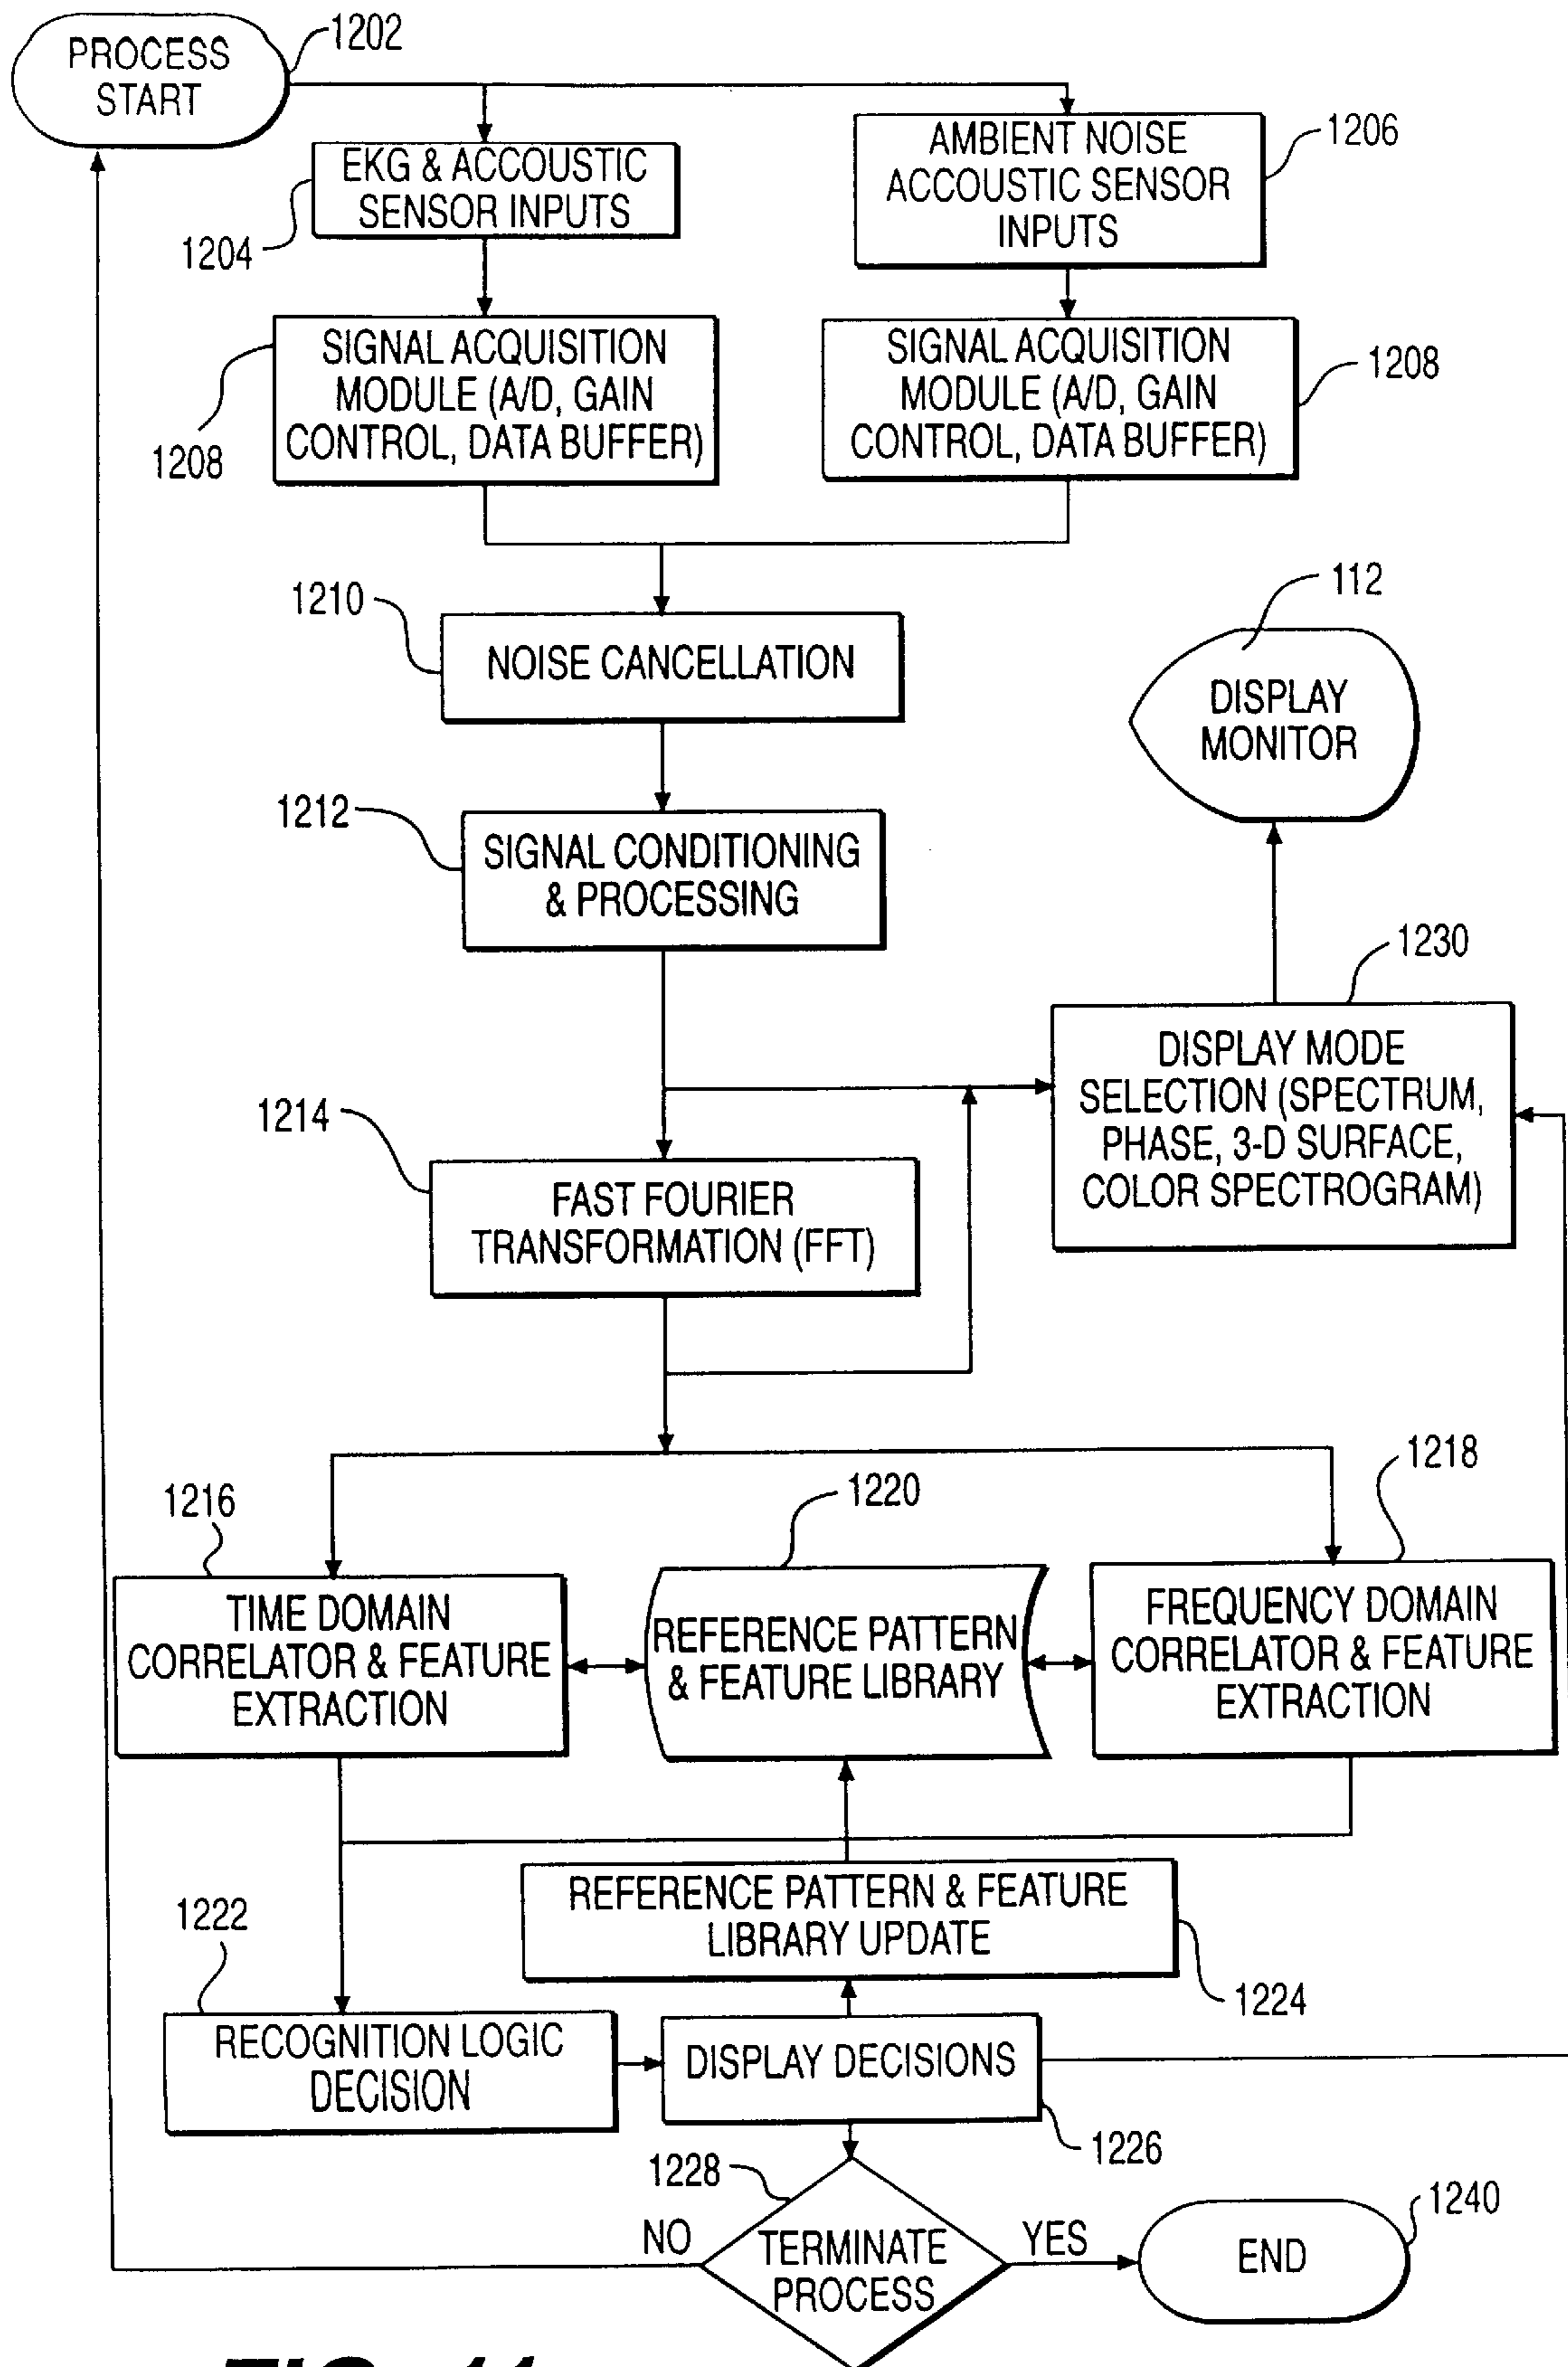 PROCESS
START
1202
EKG & ACCOUSTIC
SENSOR INPUTS
1204
AMBIENT NOISE
ACCOUSTIC SENSOR
INPUTS
1206
SIGNAL ACQUISITION
MODULE (A/D, GAIN
CONTROL, DATA BUFFER)
1208
SIGNAL ACQUISITION
MODULE (A/D, GAIN
CONTROL, DATA BUFFER)
1208
1210
NOISE CANCELLATION
112
DISPLAY
MONITOR
1212
SIGNAL CONDITIONING
& PROCESSING
1230
DISPLAY MODE
SELECTION (SPECTRUM,
PHASE, 3-D SURFACE,
COLOR SPECTROGRAM)
1214
FAST FOURIER
TRANSFORMATION (FFT)
1216
TIME DOMAIN
CORRELATOR & FEATURE
EXTRACTION
1220
REFERENCE PATTERN
& FEATURE LIBRARY
1218
FREQUENCY DOMAIN
CORRELATOR & FEATURE
EXTRACTION
REFERENCE PATTERN & FEATURE
LIBRARY UPDATE
1224
1222
RECOGNITION LOGIC
DECISION
DISPLAY DECISIONS
1226
1228
NO
TERMINATE
PROCESS
YES
END
1240